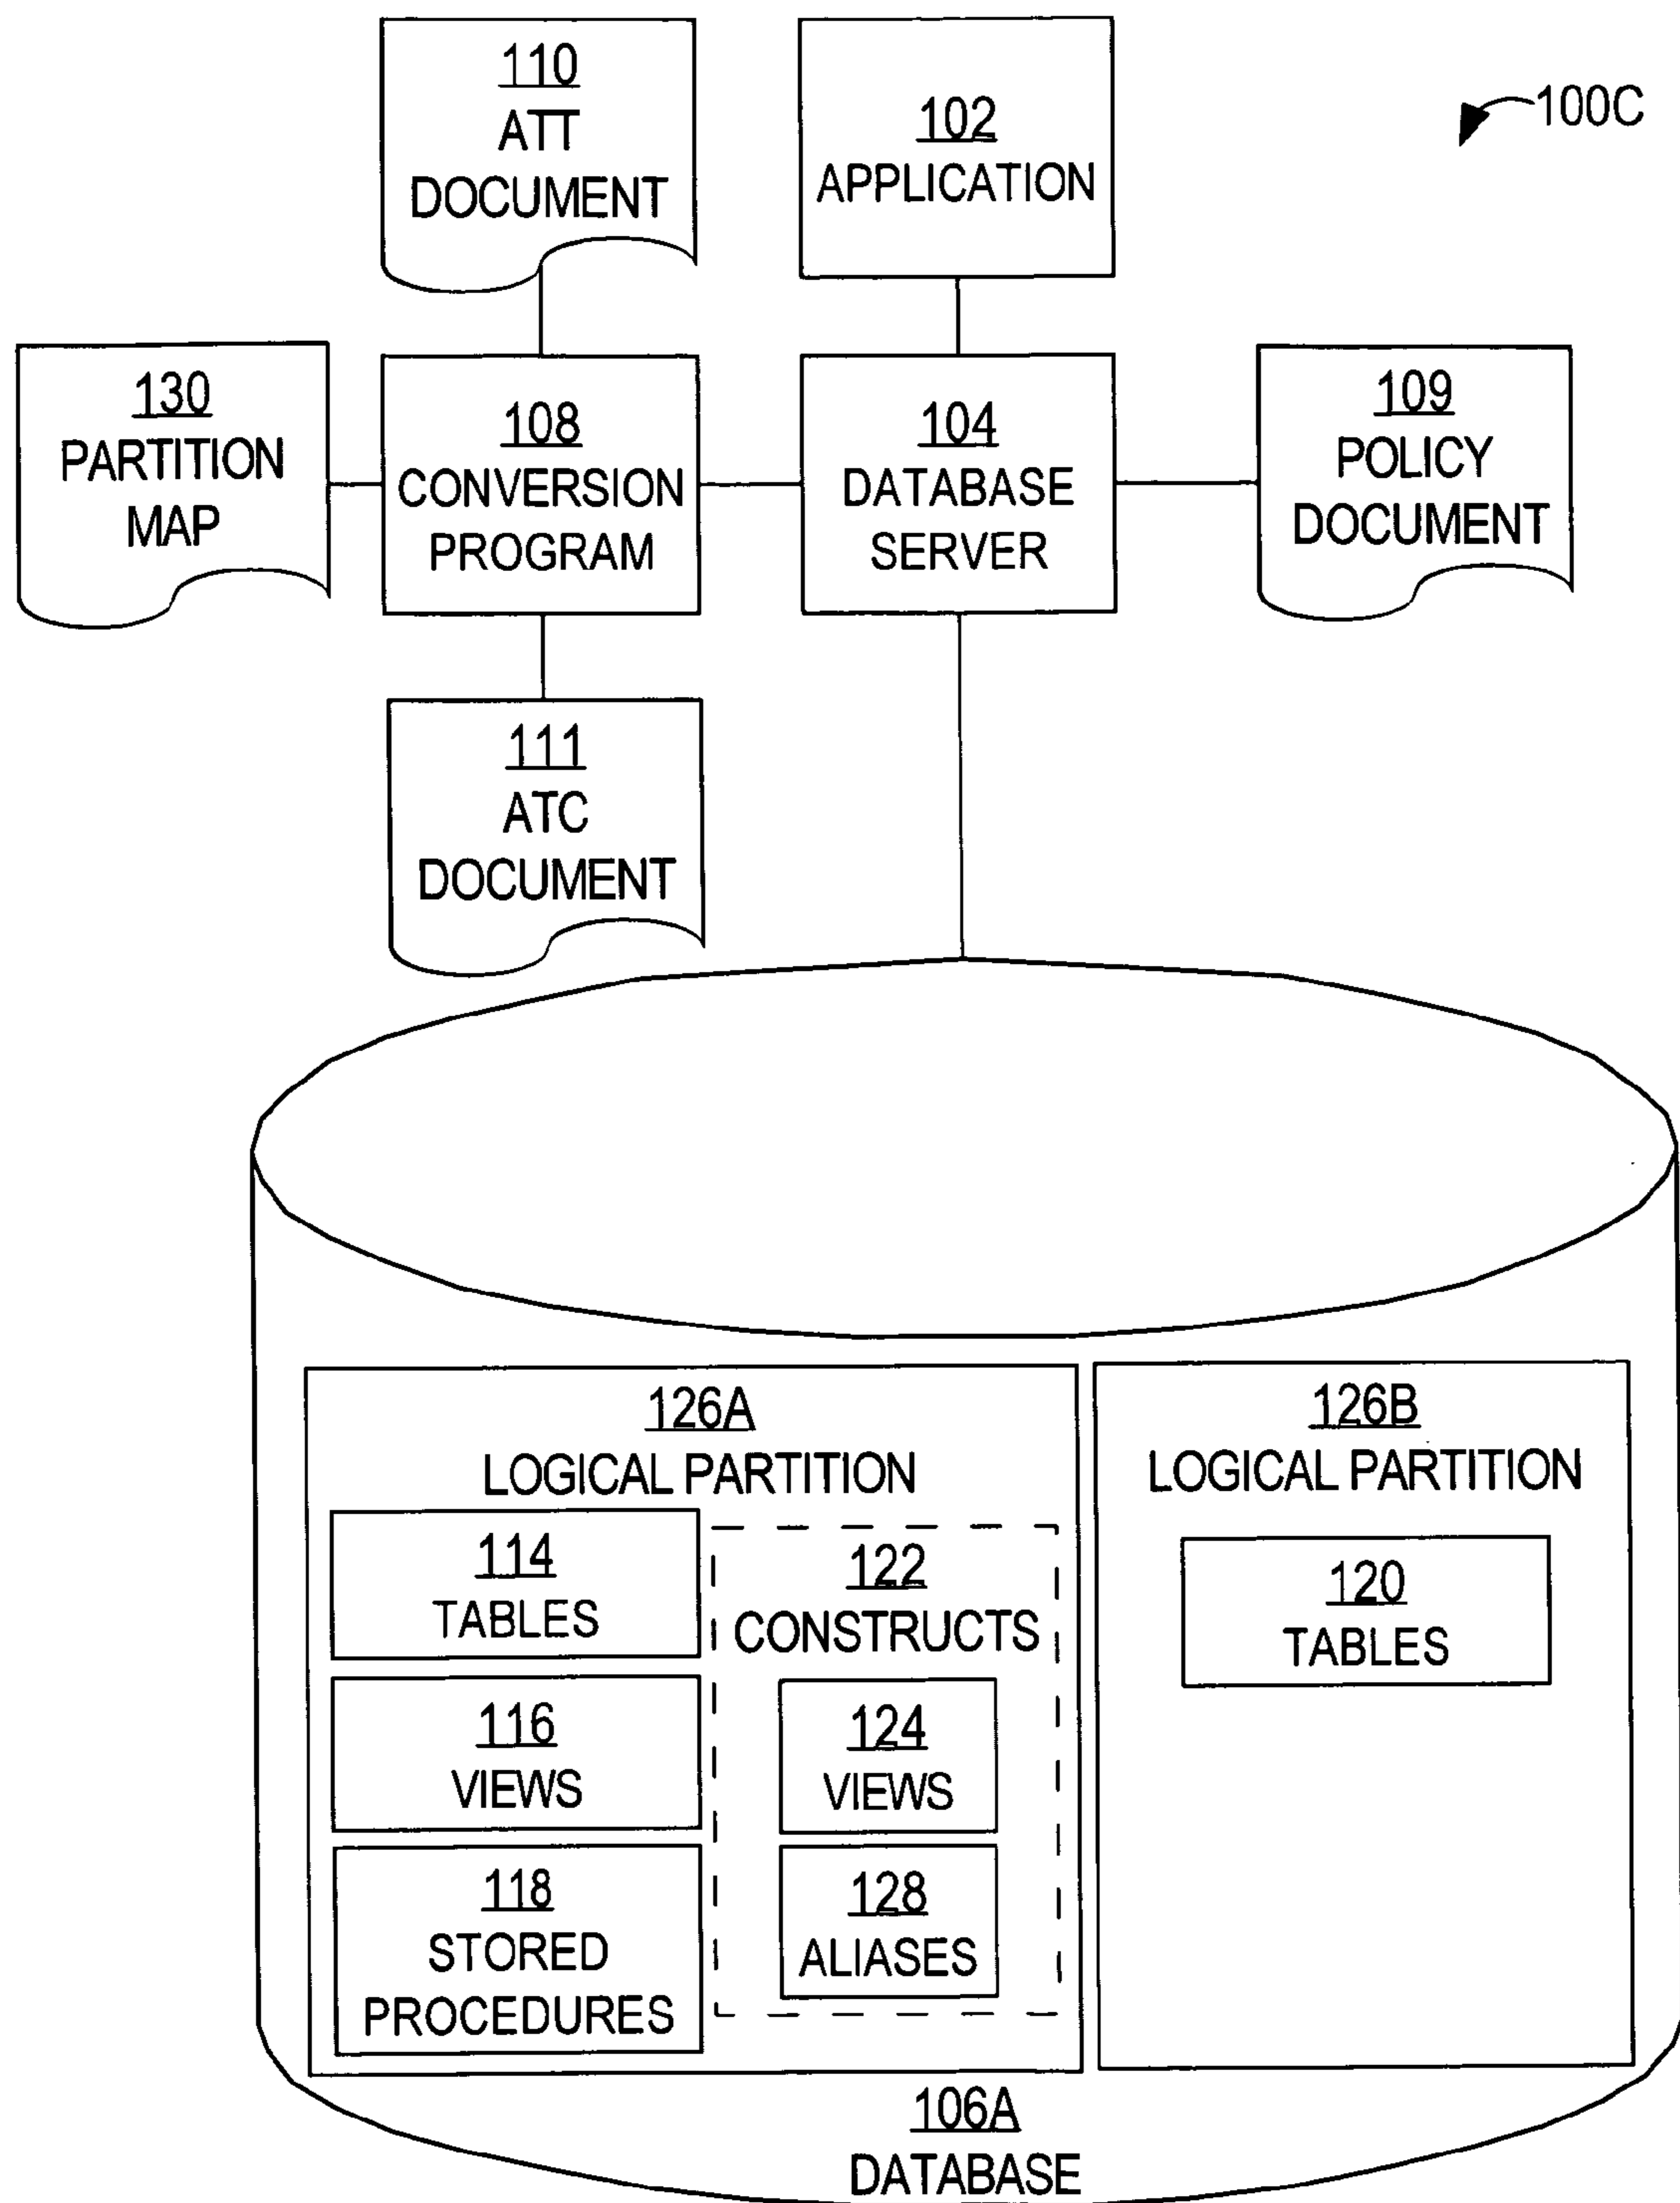 110
ATT
DOCUMENT
102
APPLICATION
100C
130
PARTITION
MAP
108
CONVERSION
PROGRAM
104
DATABASE
SERVER
109
POLICY
DOCUMENT
111
ATC
DOCUMENT
126A
LOGICAL PARTITION
114
TABLES
116
VIEWS
118
STORED
PROCEDURES
122
CONSTRUCTS
124
VIEWS
128
ALIASES
126B
LOGICAL PARTITION
120
TABLES
106A
DATABASE